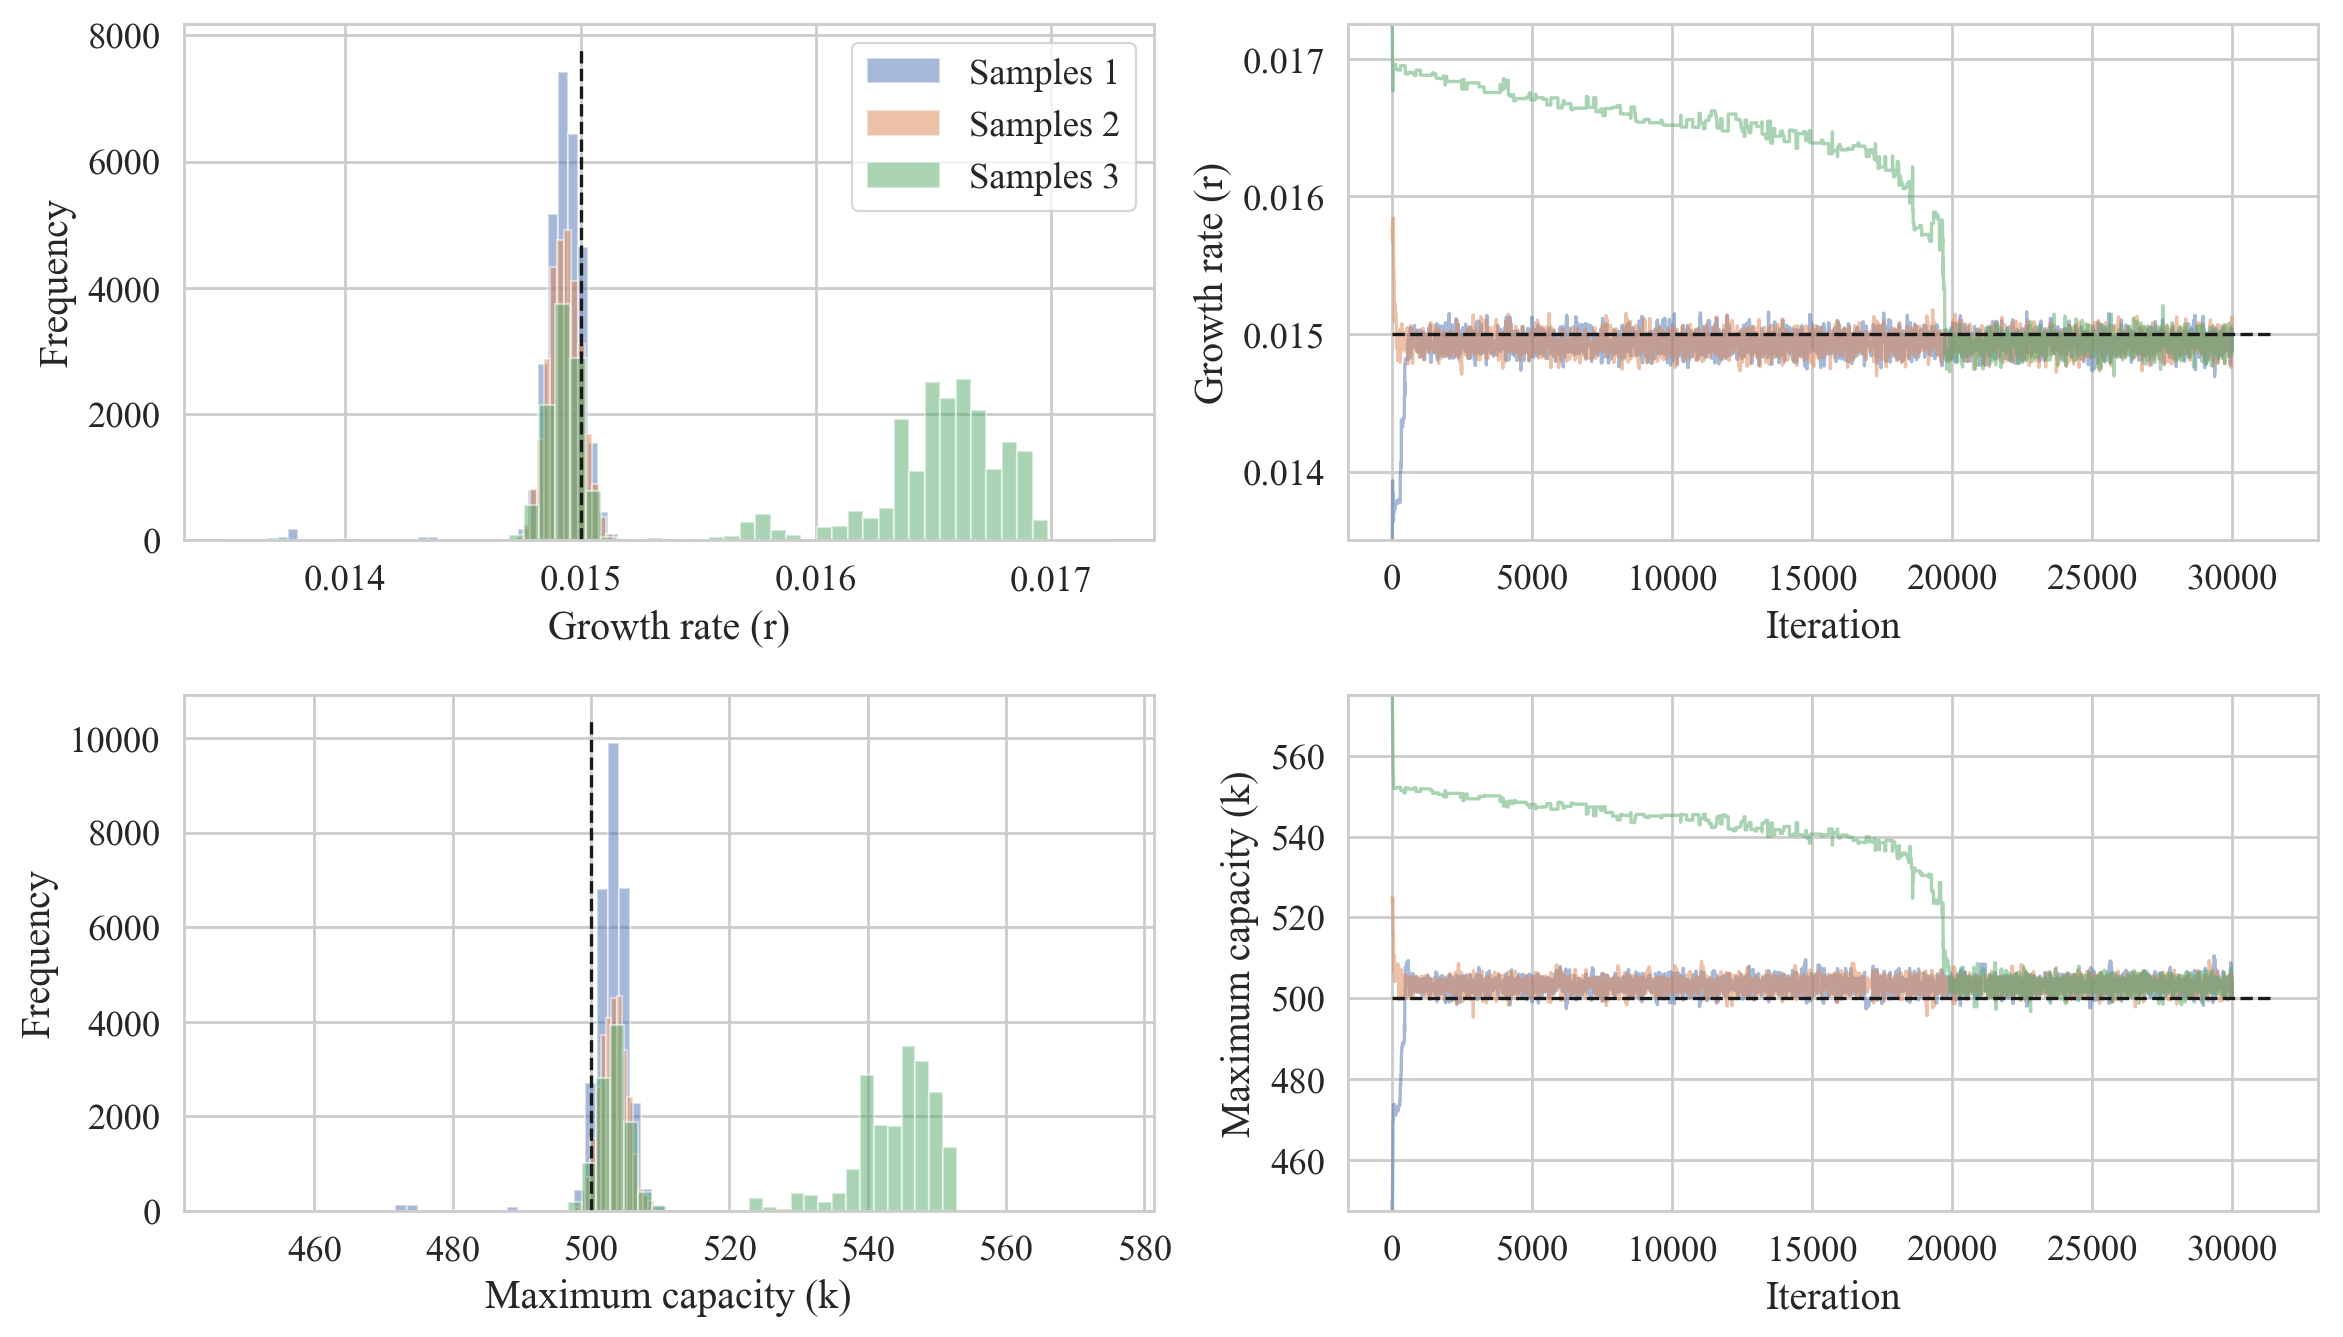 8000
6000
4000
2000
0
Frequency
0.014 0.015 0.016 0.017
Growth rate (r)
Samples 1
Samples 2
Samples 3
0.017
0.016
0.015
0.014
Growth rate (r)
0 5000 10000 15000 20000 25000 30000
Iteration
10000
8000
6000
4000
2000
0
Frequency
460 480 500 520 540 560 580
Maximum capacity (k)
560
540
520
500
480
460
Maximum capacity (k)
0 5000 10000 15000 20000 25000 30000
Iteration